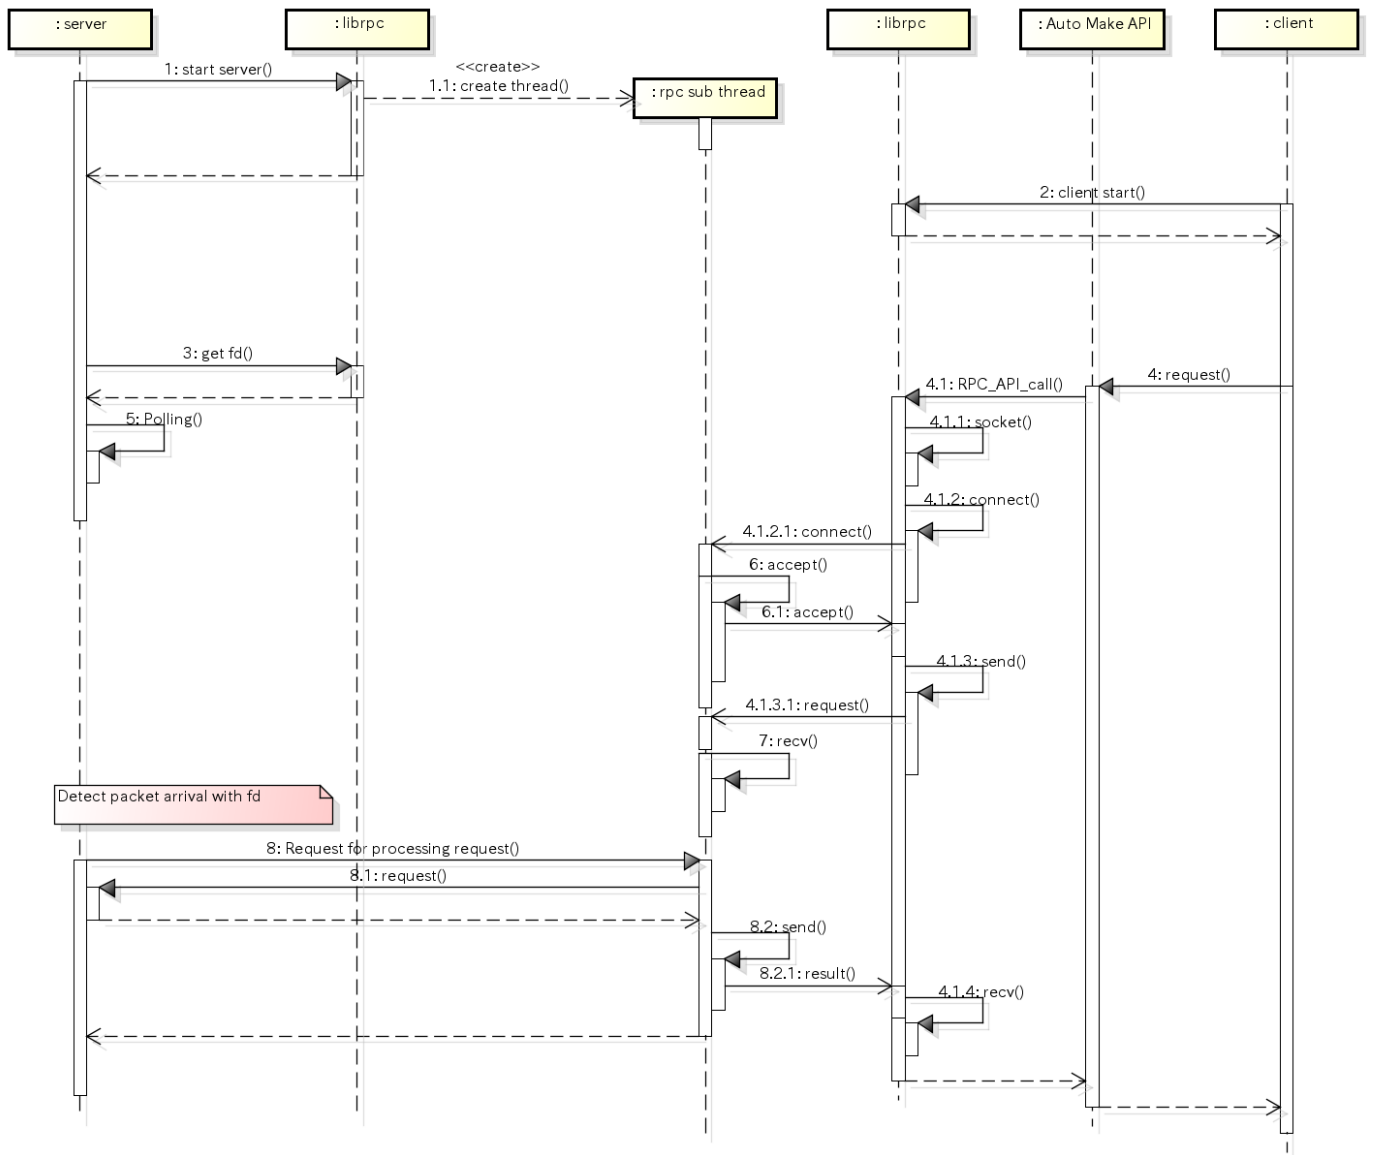 : server
: librpc
: librpc
: Auto Make API
: client
1: start server()
<<create>>
1.1: create thread()
: rpc sub thread
2: client start()
3: get fd()
4: request()
4.1: RPC_API_call()
5: Polling()
4.1.1: socket()
4.1.2: connect()
4.1.2.1: connect()
6: accept()
6.1: accept()
4.1.3: send()
4.1.3.1: request()
7: recv()
Detect packet arrival with fd
8: Request for processing request()
8.1: request()
8.2: send()
8.2.1: result()
4.1.4: recv()